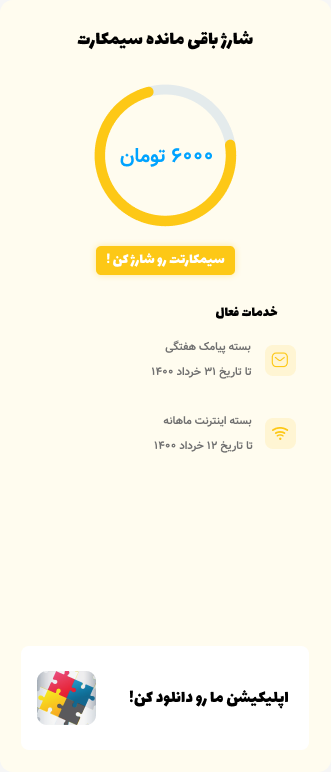 شارژ باقی مانده سیمکارت
۶۰۰۰ تومان
سیمکارتت رو شارژ کن !
خدمات فعال
بسته پیامک هفتگی
تا تاریخ ۳۱ خرداد ۱۴۰۰
بسته اینترنت ماهانه
تا تاریخ ۱۲ خرداد ۱۴۰۰
اپلیکیشن ما رو دانلود کن!